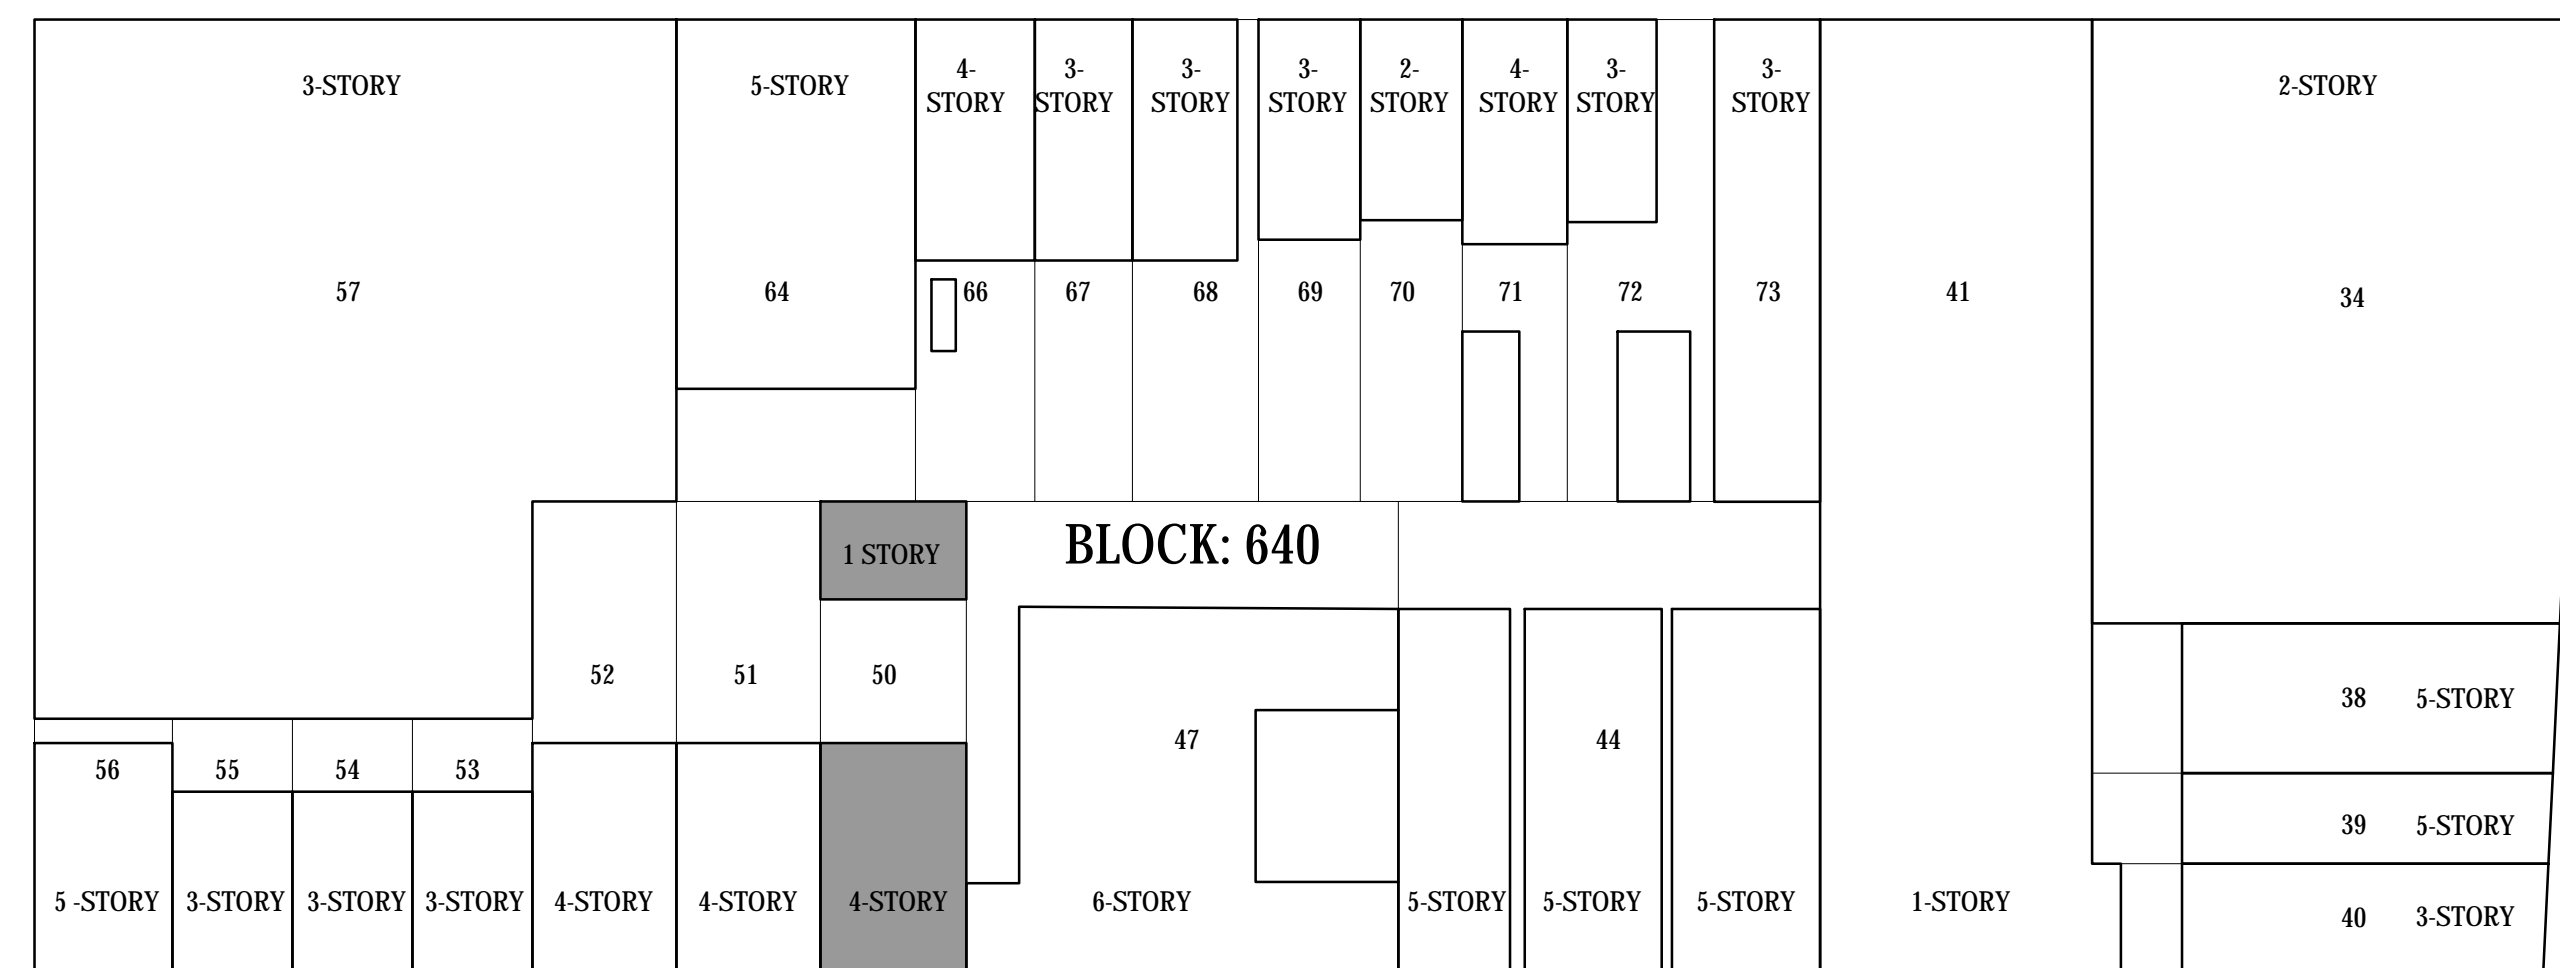 3-STORY
5-STORY
4-
STORY
3-
STORY
3-
STORY
3-
STORY
2-
STORY
4-
STORY
3-
STORY
3-
STORY
2-STORY
57
64
66
67
68
69
70
71
72
73
41
34
1 STORY
BLOCK: 640
52
51
50
47
44
38 5-STORY
56
55
54
53
39 5-STORY
5 -STORY
3-STORY
3-STORY
3-STORY
4-STORY
4-STORY
4-STORY
6-STORY
5-STORY
5-STORY
5-STORY
1-STORY
40 3-STORY